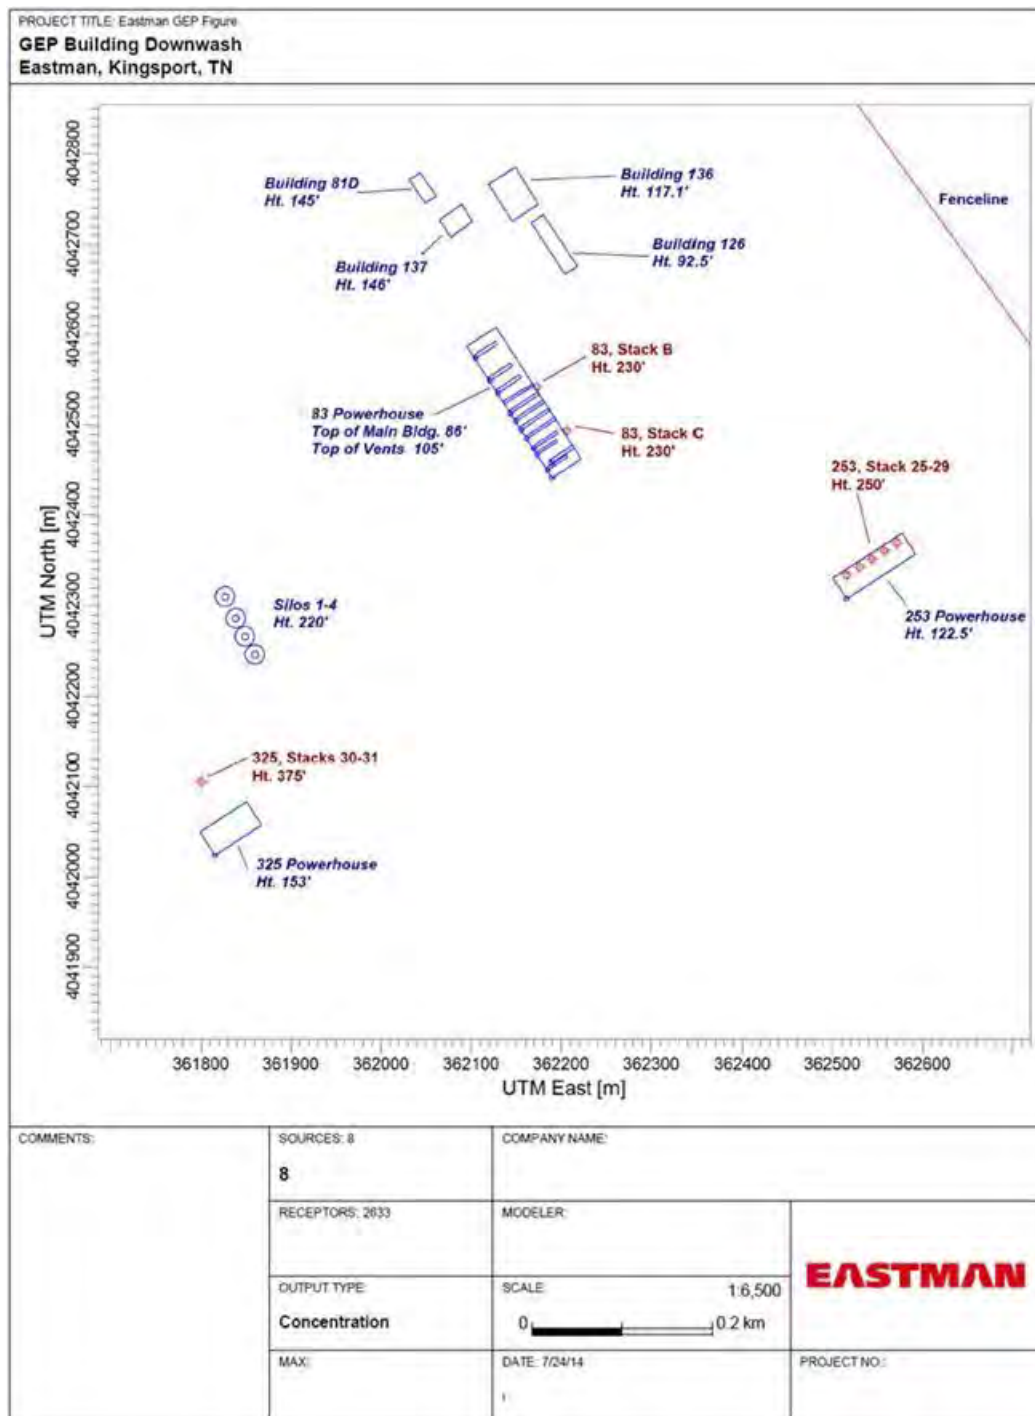 PROJECT TITLE: Eastman GEP Figure
GEP Building Downwash
Eastman, Kingsport, TN
Building 81D
Ht. 145'
Building 136
Ht. 117.1'
Fenceline
Building 137
Ht. 146'
Building 126
Ht. 92.5'
83, Stack B
Ht. 230'
83 Powerhouse
Top of Main Bldg. 86'
Top of Vents 105'
83, Stack C
Ht. 230'
253, Stack 25-29
Ht. 250'
Silos 1-4
Ht. 220'
253 Powerhouse
Ht. 122.5'
325, Stacks 30-31
Ht. 375'
325 Powerhouse
Ht. 153'
UTM North [m]
4042800
4042700
4042600
4042500
4042400
4042300
4042200
4042100
4042000
4041900
361800 361900 362000 362100 362200 362300 362400 362500 362600
UTM East [m]
COMMENTS:
SOURCES: 8
8
COMPANY NAME:
RECEPTORS: 2633
MODELER:
OUTPUT TYPE:
Concentration
SCALE: 1:6,500
0 0.2 km
EASTMAN
MAX:
DATE: 7/24/14
PROJECT NO.: